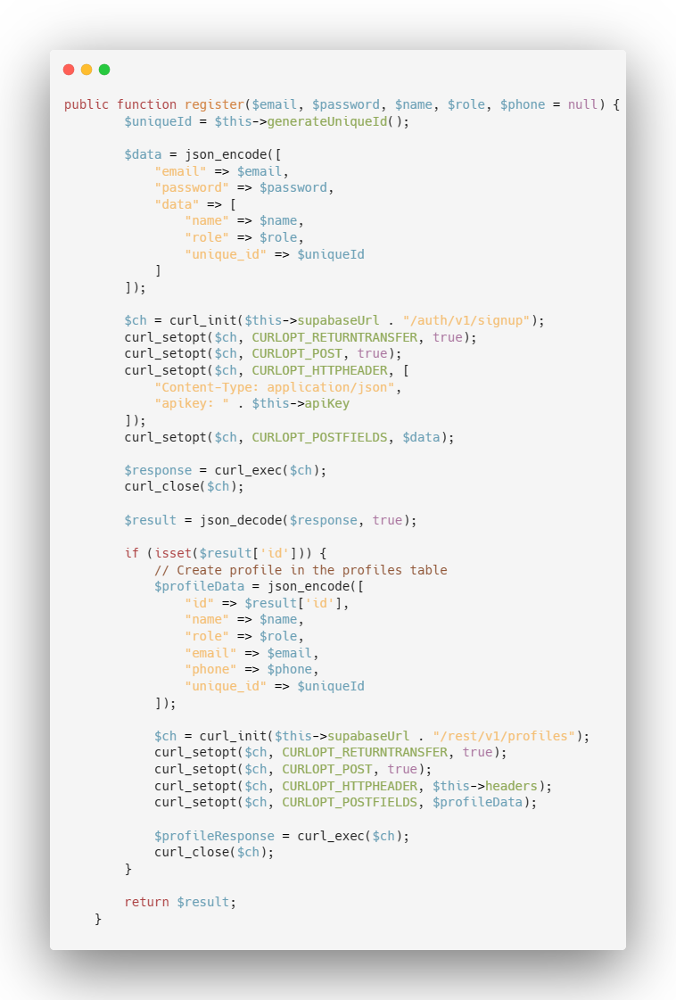 public function register($email, $password, $name, $role, $phone = null) {
        $uniqueId = $this->generateUniqueId();

        $data = json_encode([
            "email" => $email,
            "password" => $password,
            "data" => [
                "name" => $name,
                "role" => $role,
                "unique_id" => $uniqueId
            ]
        ]);

        $ch = curl_init($this->supabaseUrl . "/auth/v1/signup");
        curl_setopt($ch, CURLOPT_RETURNTRANSFER, true);
        curl_setopt($ch, CURLOPT_POST, true);
        curl_setopt($ch, CURLOPT_HTTPHEADER, [
            "Content-Type: application/json",
            "apikey: " . $this->apiKey
        ]);
        curl_setopt($ch, CURLOPT_POSTFIELDS, $data);

        $response = curl_exec($ch);
        curl_close($ch);

        $result = json_decode($response, true);

        if (isset($result['id'])) {
            // Create profile in the profiles table
            $profileData = json_encode([
                "id" => $result['id'],
                "name" => $name,
                "role" => $role,
                "email" => $email,
                "phone" => $phone,
                "unique_id" => $uniqueId
            ]);

            $ch = curl_init($this->supabaseUrl . "/rest/v1/profiles");
            curl_setopt($ch, CURLOPT_RETURNTRANSFER, true);
            curl_setopt($ch, CURLOPT_POST, true);
            curl_setopt($ch, CURLOPT_HTTPHEADER, $this->headers);
            curl_setopt($ch, CURLOPT_POSTFIELDS, $profileData);

            $profileResponse = curl_exec($ch);
            curl_close($ch);
        }

        return $result;
    }